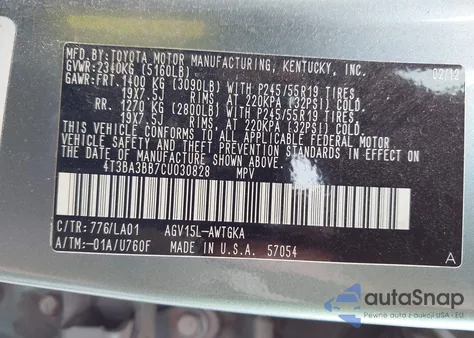 MFD. BY: TOYOTA MOTOR MANUFACTURING, KENTUCKY, INC.
GVWR: 2340KG (5160LB) 02/12
GAWR: FRT. 1400 KG (3090LB) WITH P245/55R19 TIRES,
19X7.5J RIMS, AT 220KPA (32PSI) COLD.
RR. 1270 KG (2800LB) WITH P245/55R19 TIRES,
19X7.5J RIMS, AT 220KPA (32PSI) COLD.
THIS VEHICLE CONFORMS TO ALL APPLICABLE FEDERAL MOTOR
VEHICLE SAFETY AND THEFT PREVENTION STANDARDS IN
EFFECT ON THE DATE OF MANUFACTURE SHOWN ABOVE.
4T3BA3BB7CU030828 MPV
C/TR: 776/LA01 AGV15L-AWTGKA
A/TM:-01A/U760F MADE IN U.S.A. 57054 A
autoSnap
Pewne auta z aukcji USA - EU